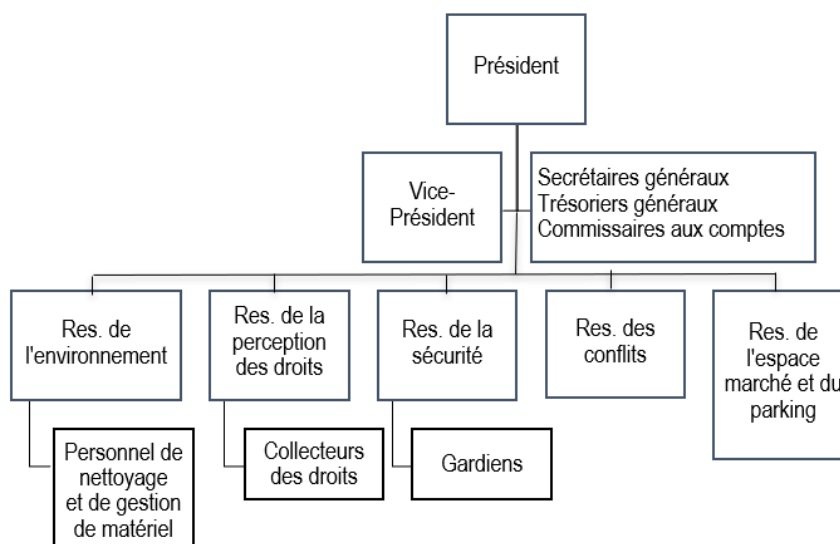 Président
Vice-
Président
Secrétaires généraux
Trésoriers généraux
Commissaires aux comptes
Res. de
l'environnement
Res. de la
perception
des droits
Res. de la
sécurité
Res. des
conflits
Res. de
l'espace
marché et du
parking
Personnel de
nettoyage
et de gestion
de matériel
Collecteurs
des droits
Gardiens